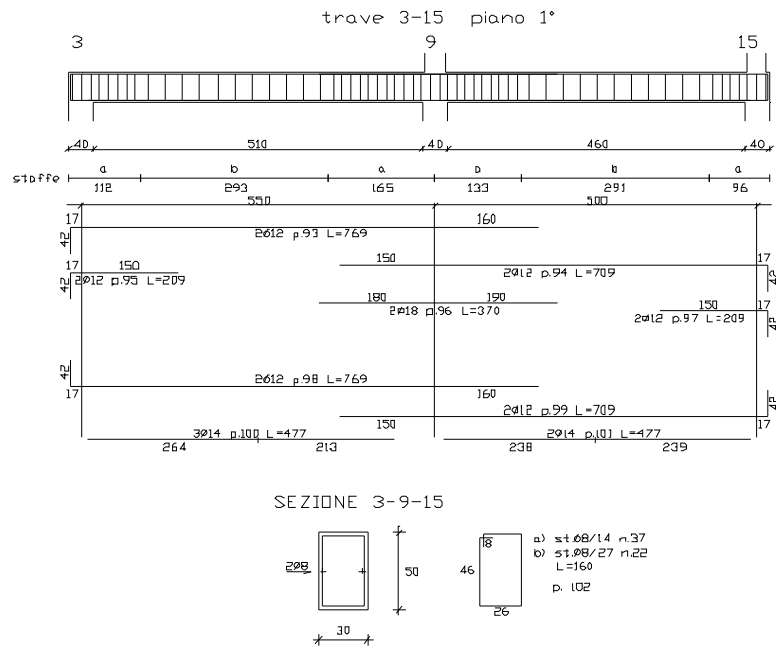 trave 3-15 piano 1°
3 9 15
40 510 40 460 40
a b a a b a
staffe
112 293 165 133 291 96
550 500
17 160
42 2Ø12 p.93 L=769
150 17
2Ø12 p.94 L=709 42
17 150
42 2Ø12 p.95 L=209
180 190
2Ø18 p.96 L=370
150 17
2Ø12 p.97 L=209 42
42 2Ø12 p.98 L=769
17 160
2Ø12 p.99 L=709 42
150 17
3Ø14 p.100 L=477 2Ø14 p.101 L=477
264 213 238 239
SEZIONE 3-9-15
2Ø8 50 30
8 46 26
a) st.Ø8/14 n.37
b) st.Ø8/27 n.22
L=160
p. 102